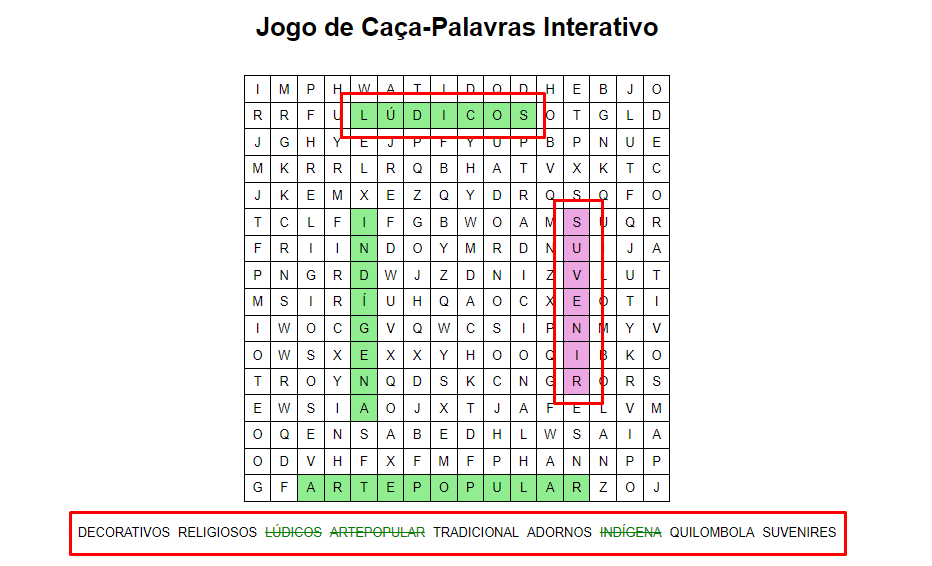 Jogo de Caça-Palavras Interativo
I M P H W A T I D O D H E B J O
R R F U L Ú D I C O S O T G L D
J G H Y E J P F Y U P B P N U E
M K R R L R Q B H A T V X K T C
J K E M X E Z Q Y D R Q S Q F O
T C L F I F G B W O A M S U Q R
F R I I N D O Y M R D N U I J A
P N G R D W J Z D N I Z V L U T
M S I R Í U H Q A O C X E O T I
I W O C G V Q W C S I P N M Y V
O W S X E X X Y H O O Q I B K O
T R O Y N Q D S K C N G R O R S
E W S I A O J X T J A F E L V M
O Q E N S A B E D H L W S A I A
O D V H F X F M F P H A N N P P
G F A R T E P O P U L A R Z O J
DECORATIVOS RELIGIOSOS LÚDICOS ARTEPOPULAR TRADICIONAL ADORNOS INDÍGENA QUILOMBOLA SUVENIRES